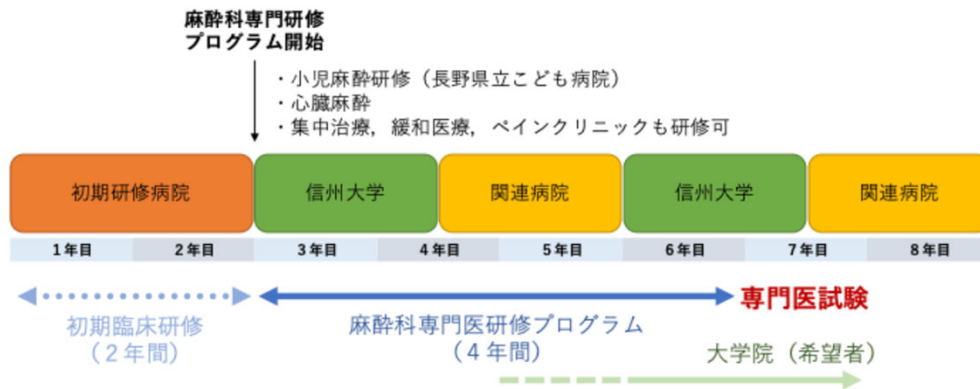 麻酔科専門研修
プログラム開始
・小児麻酔研修（長野県立こども病院）
・心臓麻酔
・集中治療，緩和医療，ペインクリニックも研修可
初期研修病院
信州大学
関連病院
信州大学
関連病院
1年目
2年目
3年目
4年目
5年目
6年目
7年目
8年目
専門医試験
初期臨床研修
（２年間）
麻酔科専門医研修プログラム
（４年間）
大学院（希望者）